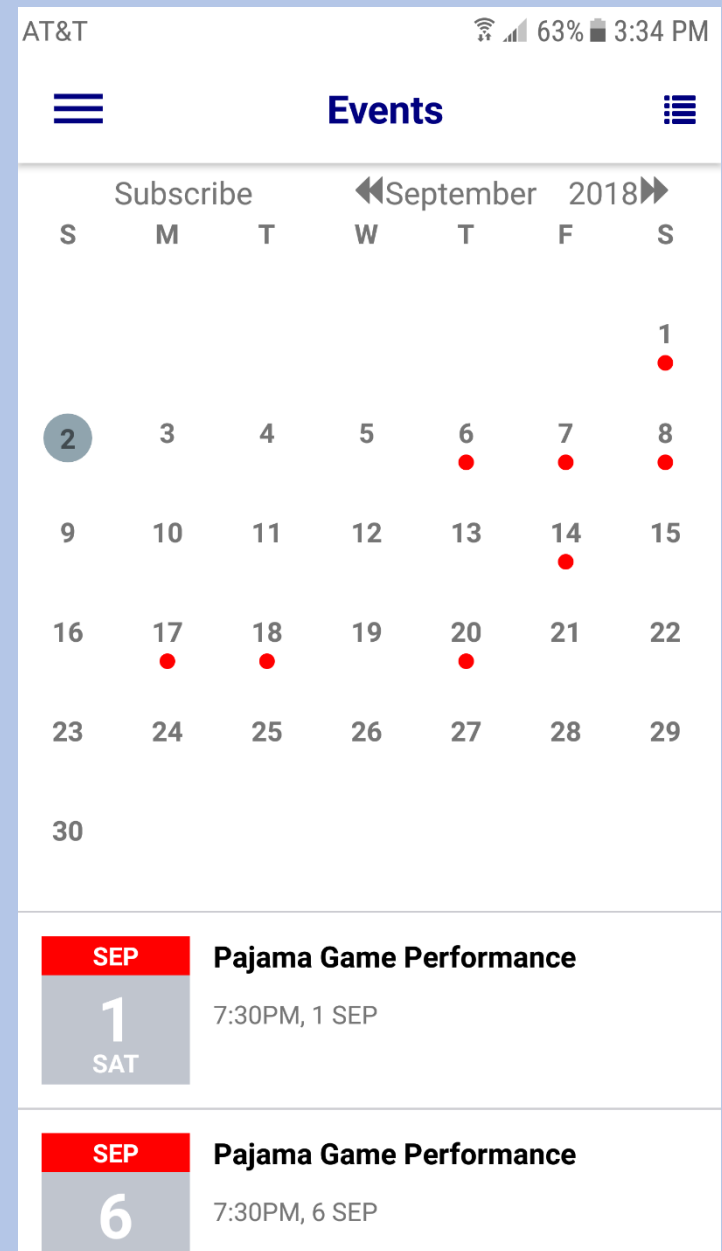 AT&T 63% 3:34 PM
Events
Subscribe September 2018
S M T W T F S
1
2 3 4 5 6 7 8
9 10 11 12 13 14 15
16 17 18 19 20 21 22
23 24 25 26 27 28 29
30
SEP
1
SAT
Pajama Game Performance
7:30PM, 1 SEP
SEP
6
Pajama Game Performance
7:30PM, 6 SEP